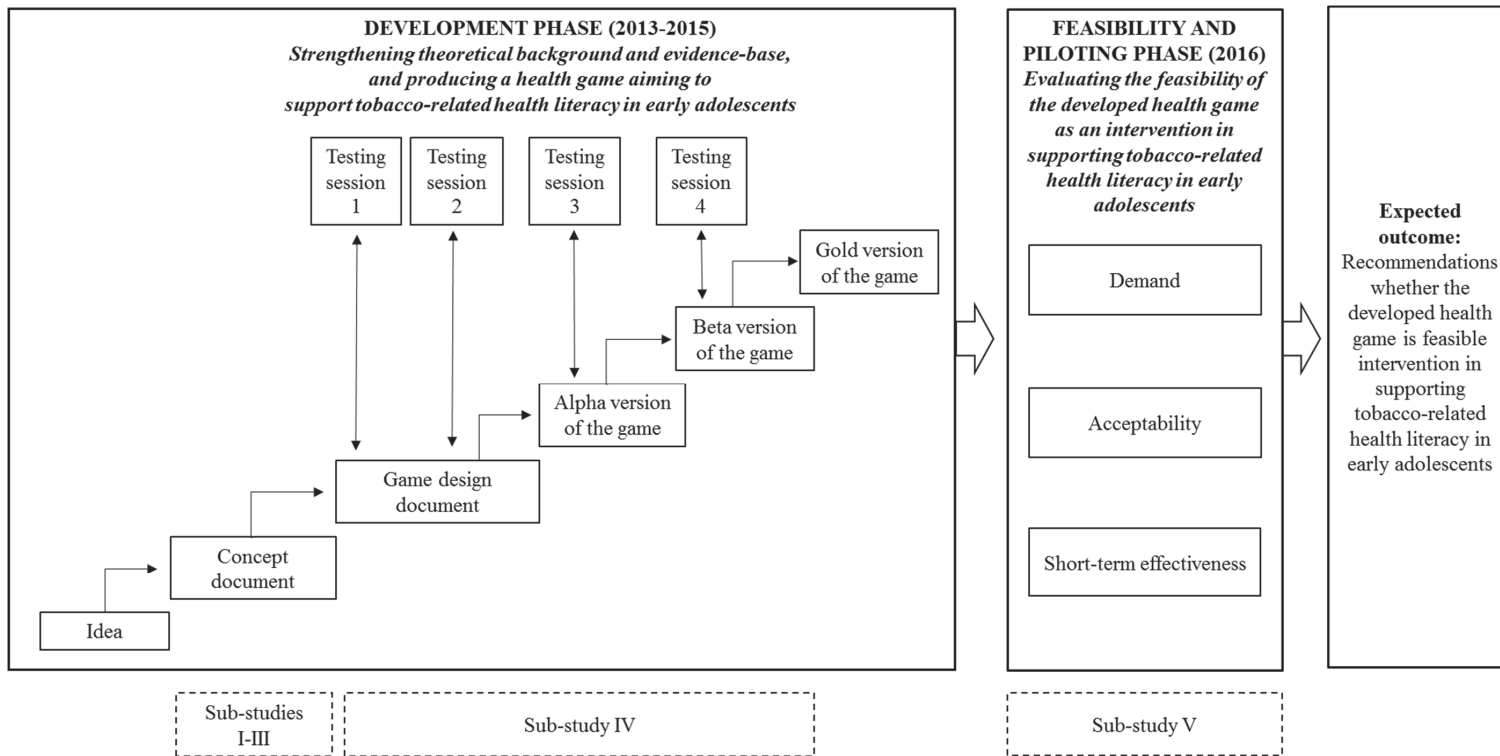 DEVELOPMENT PHASE (2013-2015)
Strengthening theoretical background and evidence-base,
and producing a health game aiming to
support tobacco-related health literacy in early adolescents
Testing
session
1
Testing
session
2
Testing
session
3
Testing
session
4
Gold version
of the game
Beta version
of the game
Alpha version
of the game
Game design
document
Concept
document
Idea
FEASIBILITY AND
PILOTING PHASE (2016)
Evaluating the feasibility of
the developed health game
as an intervention in
supporting tobacco-related
health literacy in early
adolescents
Demand
Acceptability
Short-term effectiveness
Expected
outcome:
Recommendations
whether the
developed health
game is feasible
intervention in
supporting
tobacco-related
health literacy in
early adolescents
Sub-studies
I-III
Sub-study IV
Sub-study V